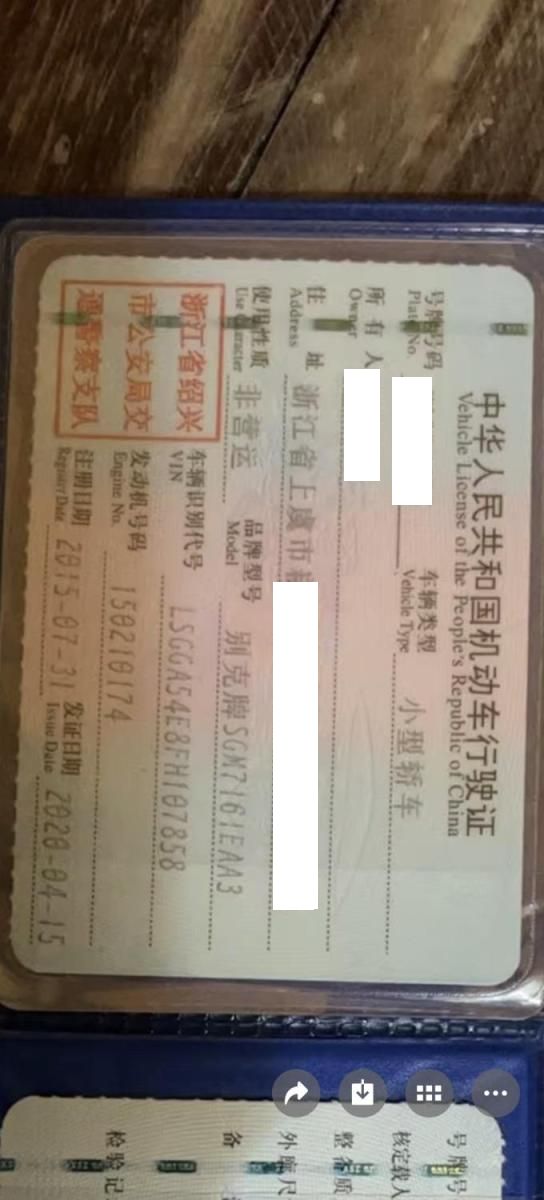 中华人民共和国机动车行驶证
Vehicle License of the People's Republic of China
号牌号码 车辆类型 小型轿车
Plate No. Vehicle Type
所有人
Owner
住址 浙江省上虞市
Address
使用性质 非营运 品牌型号 别克牌SGM7161EAA3
Use Character Model
浙江省绍兴
市公安局交
通警察支队
车辆识别代号 LSGGA54E8FH107858
VIN
发动机号码 150210174
Engine No.
注册日期 2015-07-31 发证日期 2020-04-15
Register Date Issue Date
号牌号
核定载人
整备质
外廓尺
备
检验记